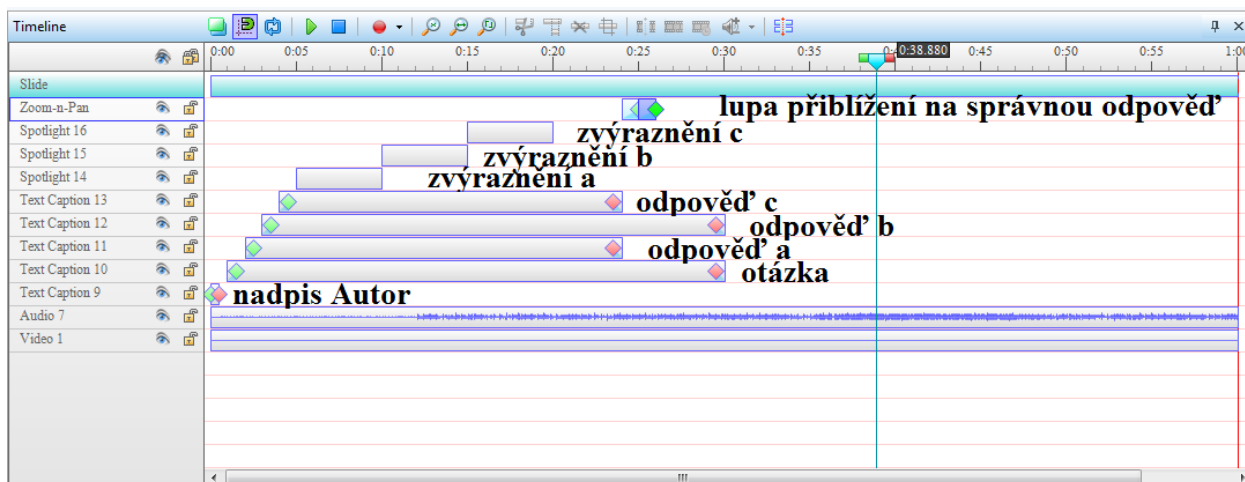 Timeline
0:00 0:05 0:10 0:15 0:20 0:25 0:30 0:35 0:38.880 0:45 0:50 0:55 1:00
Slide
Zoom-n-Pan lupa přiblížení na správnou odpověď
Spotlight 16 zvýraznění c
Spotlight 15 zvýraznění b
Spotlight 14 zvýraznění a
Text Caption 13 odpověď c
Text Caption 12 odpověď b
Text Caption 11 odpověď a
Text Caption 10 otázka
Text Caption 9 nadpis Autor
Audio 7
Video 1